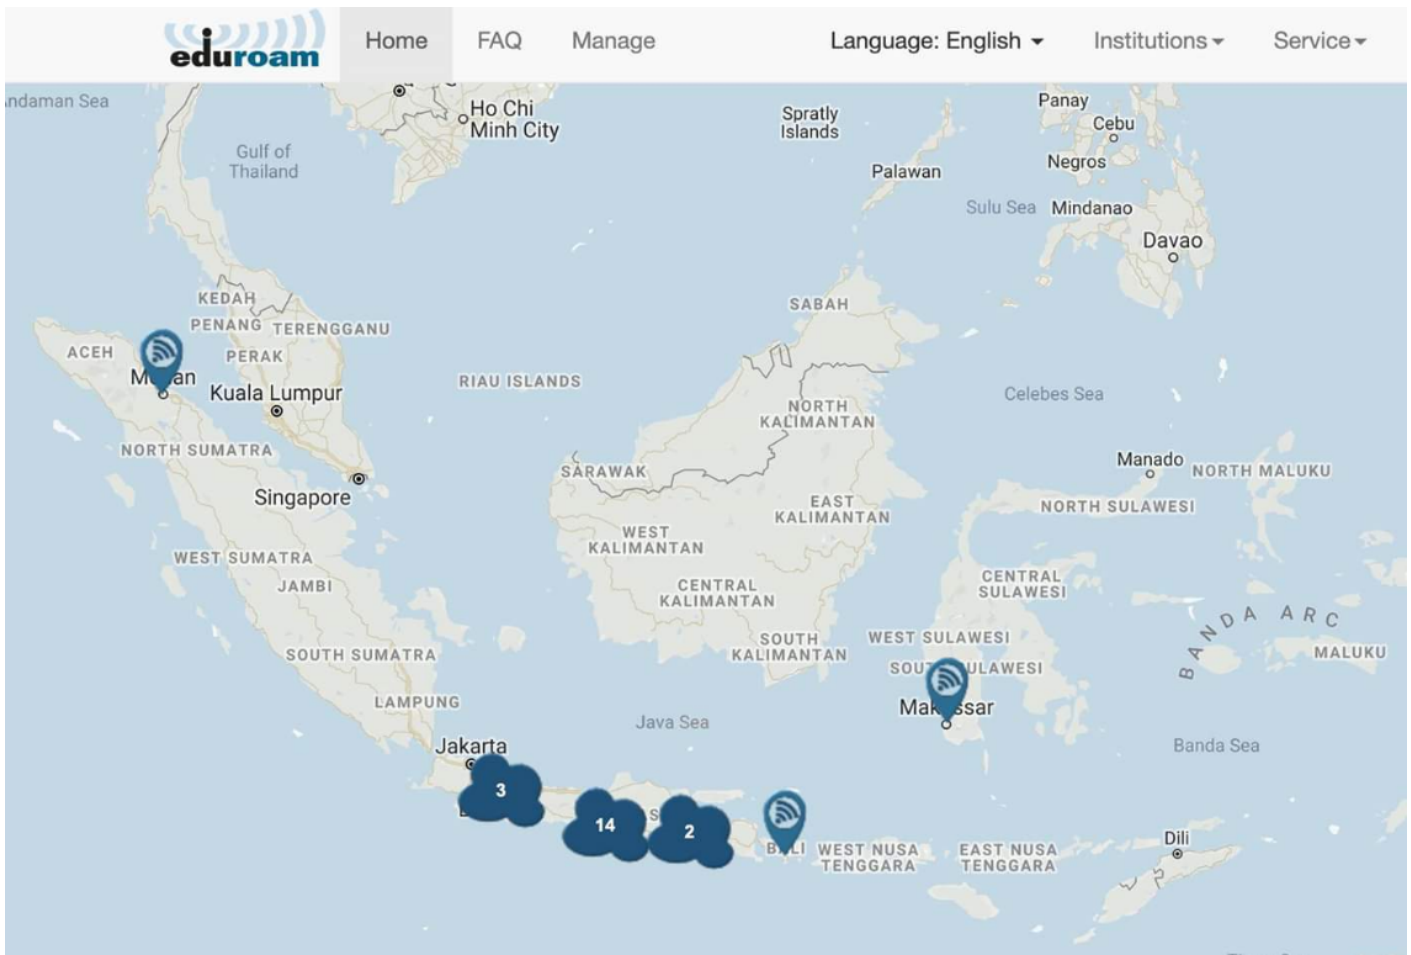 eduroam
Home
FAQ
Manage
Language: English
Institutions
Service
ndaman Sea
Ho Chi
Minh City
Spratly
Islands
Panay
Cebu
Gulf of
Thailand
Palawan
Negros
Sulu Sea
Mindanao
Davao
KEDAH
PENANG
TERENGGANU
SABAH
ACEH
PERAK
Kuala Lumpur
RIAU ISLANDS
NORTH
KALIMANTAN
Celebes Sea
NORTH SUMATRA
Singapore
SARAWAK
Manado
NORTH MALUKU
EAST
KALIMANTAN
NORTH SULAWESI
WEST
KALIMANTAN
WEST SUMATRA
JAMBI
CENTRAL
KALIMANTAN
CENTRAL
SULAWESI
BANDA ARC
SOUTH
KALIMANTAN
WEST SULAWESI
SOUTH SUMATRA
MALUKU
LAMPUNG
Java Sea
Jakarta
Banda Sea
3
14
2
WEST NUSA
TENGGARA
EAST NUSA
TENGGARA
Dili